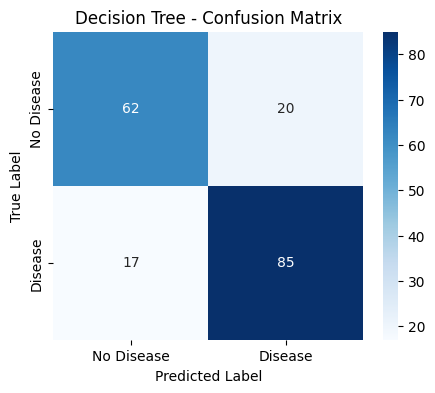 Decision Tree - Confusion Matrix
True Label
No Disease
62
20
Disease
17
85
No Disease
Disease
Predicted Label
80
70
60
50
40
30
20